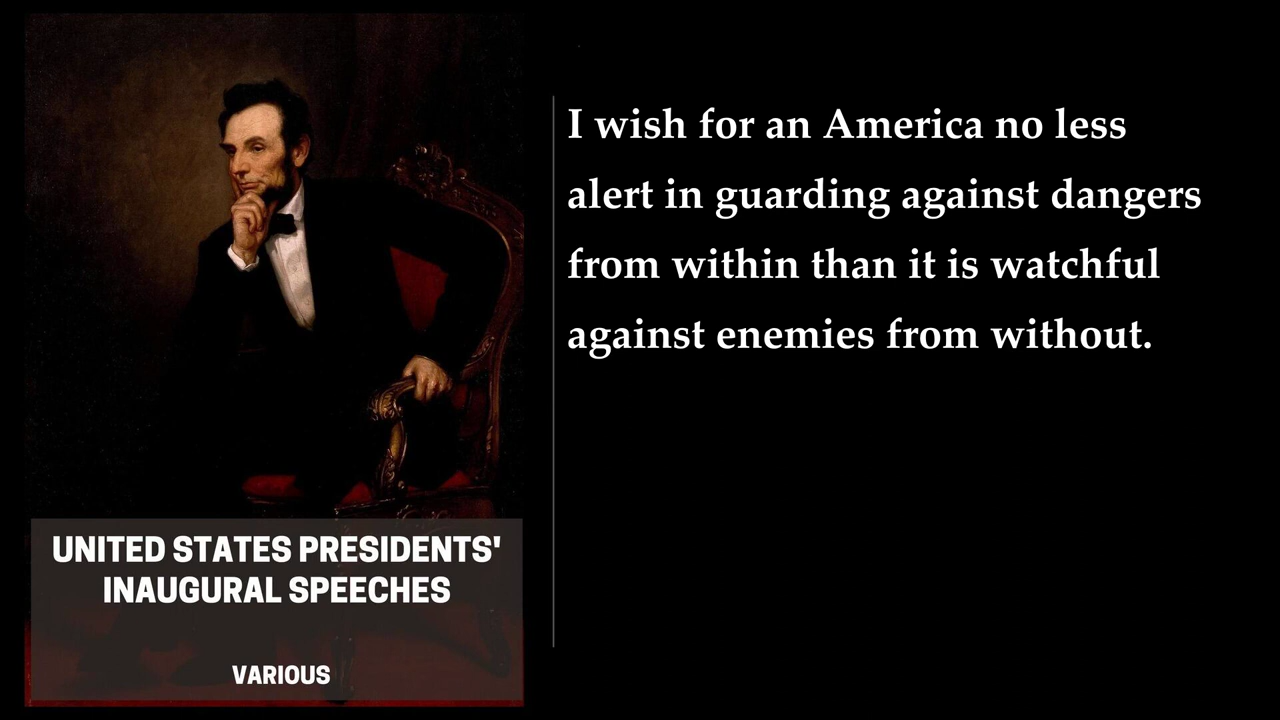 I wish for an America no less
alert in guarding against dangers
from within than it is watchful
against enemies from without.
UNITED STATES PRESIDENTS'
INAUGURAL SPEECHES
VARIOUS